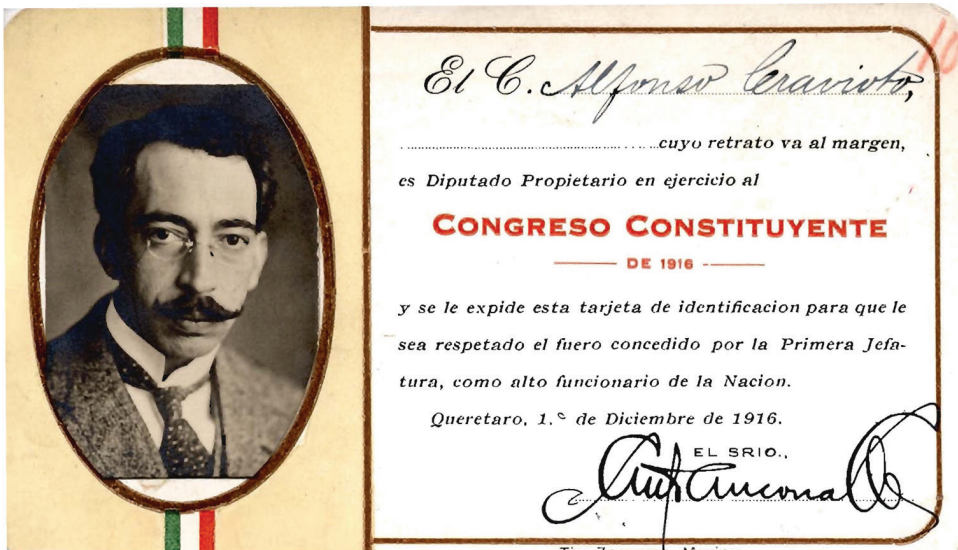 El C. Alfonso Cravioto,
cuyo retrato va al margen,
es Diputado Propietario en ejercicio al
CONGRESO CONSTITUYENTE
DE 1916
y se le expide esta tarjeta de identificacion para que le
sea respetado el fuero concedido por la Primera Jefa-
tura, como alto funcionario de la Nacion.
Queretaro, 1.º de Diciembre de 1916.
EL SRIO.,
Ancona